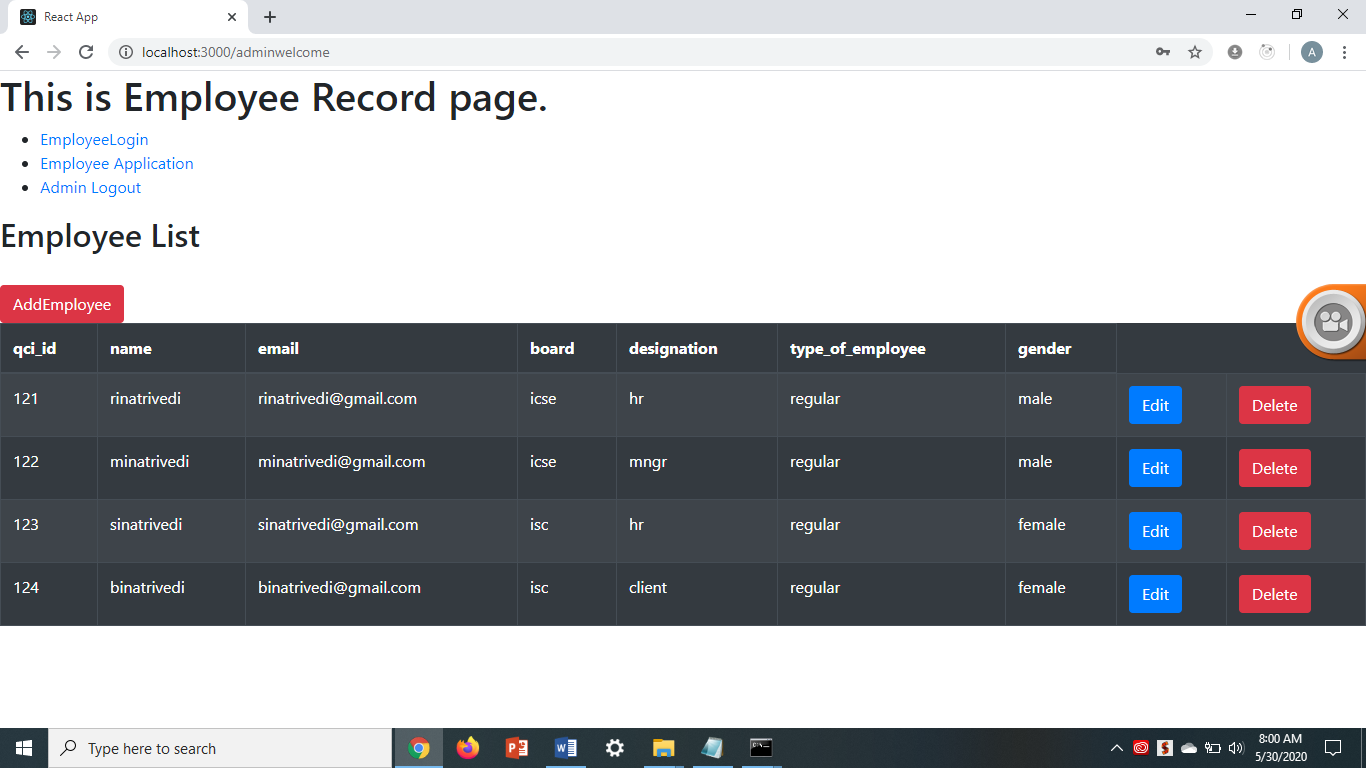 React App
localhost:3000/adminwelcome
A
This is Employee Record page.
EmployeeLogin
Employee Application
Admin Logout
Employee List
AddEmployee
qci_id name email board designation type_of_employee gender
121 rinatrivedi rinatrivedi@gmail.com icse hr regular male Edit Delete
122 minatrivedi minatrivedi@gmail.com icse mngr regular male Edit Delete
123 sinatrivedi sinatrivedi@gmail.com isc hr regular female Edit Delete
124 binatrivedi binatrivedi@gmail.com isc client regular female Edit Delete
Type here to search
8:00 AM
5/30/2020